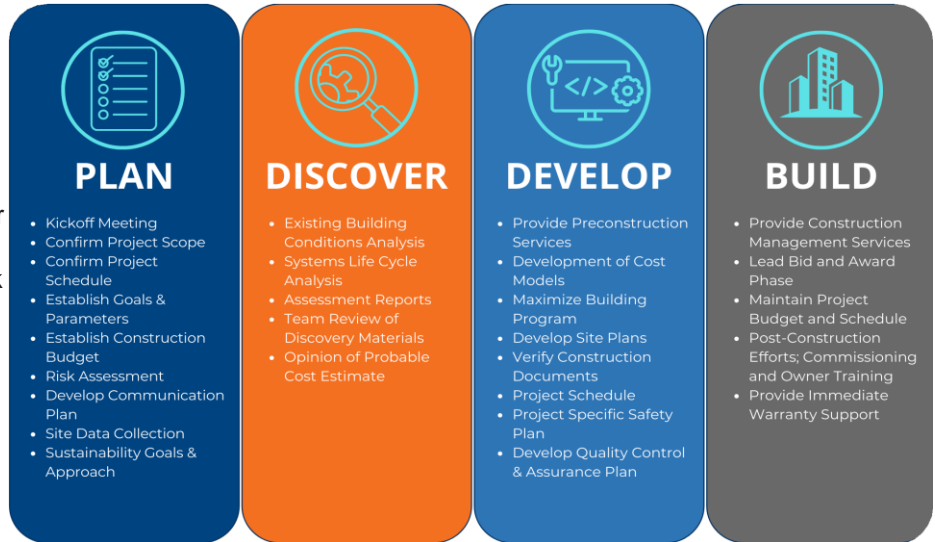 PLAN
• Kickoff Meeting
• Confirm Project Scope
• Confirm Project
Schedule
• Establish Goals &
Parameters
• Establish Construction
Budget
• Risk Assessment
• Develop Communication
Plan
• Site Data Collection
• Sustainability Goals &
Approach
DISCOVER
• Existing Building
Conditions Analysis
• Systems Life Cycle
Analysis
• Assessment Reports
• Team Review of
Discovery Materials
• Opinion of Probable
Cost Estimate
</>
DEVELOP
• Provide Preconstruction
Services
• Development of Cost
Models
• Maximize Building
Program
• Develop Site Plans
• Verify Construction
Documents
• Project Schedule
• Project Specific Safety
Plan
• Develop Quality Control
& Assurance Plan
BUILD
• Provide Construction
Management Services
• Lead Bid and Award
Phase
• Maintain Project
Budget and Schedule
• Post-Construction
Efforts; Commissioning
and Owner Training
• Provide Immediate
Warranty Support